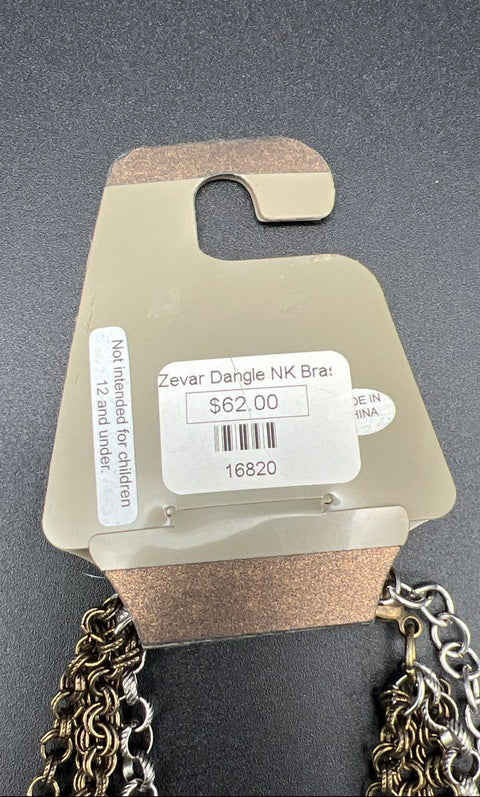 Zevar Dangle NK Bras
$62.00
16820
Not intended for children
12 and under.
DE IN
HINA